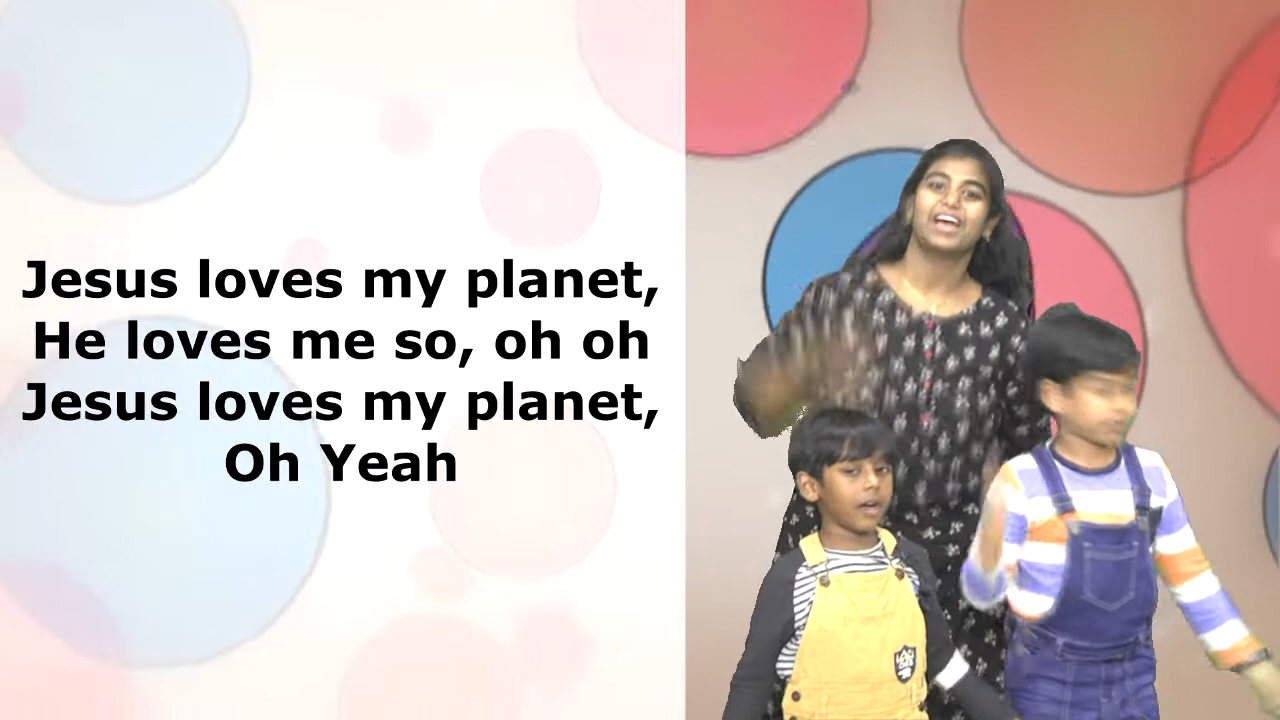 Jesus loves my planet,
He loves me so, oh oh
Jesus loves my planet,
Oh Yeah